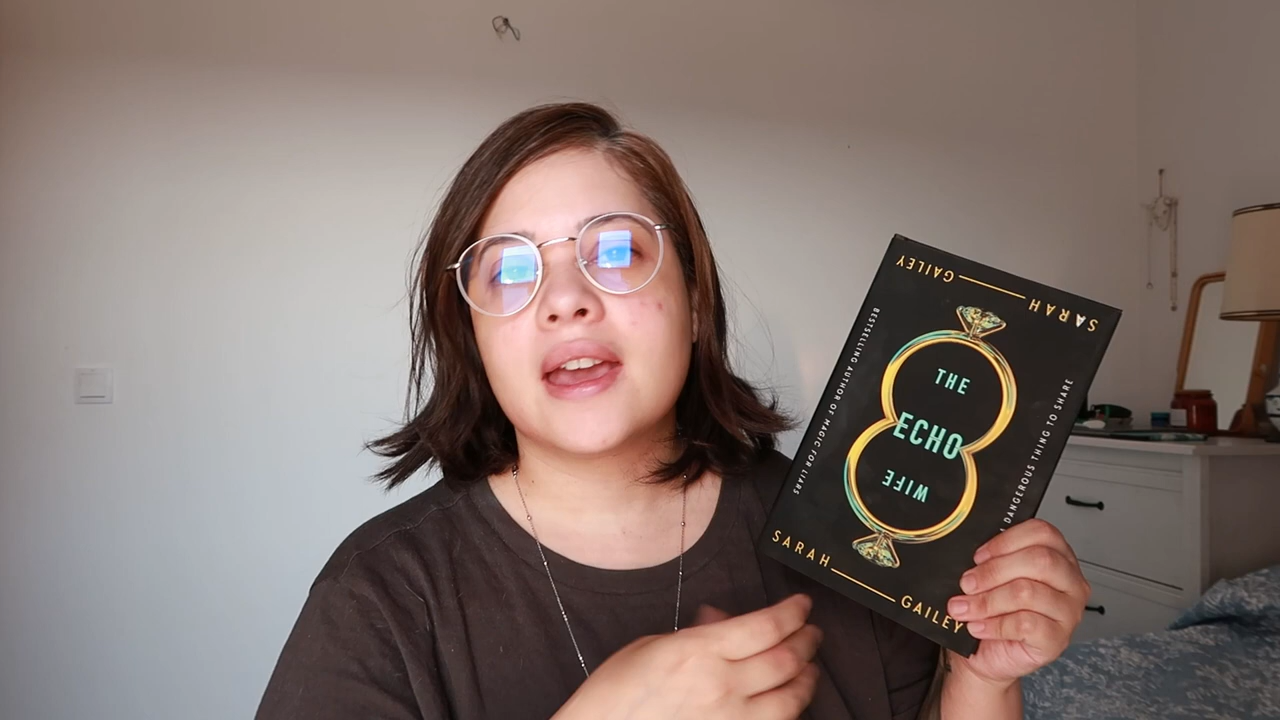 SARAH GAILEY
BESTSELLING AUTHOR OF MAGIC FOR LIARS
THE
ECHO
WIFE
A DANGEROUS THING TO SHARE
SARAH GAILEY